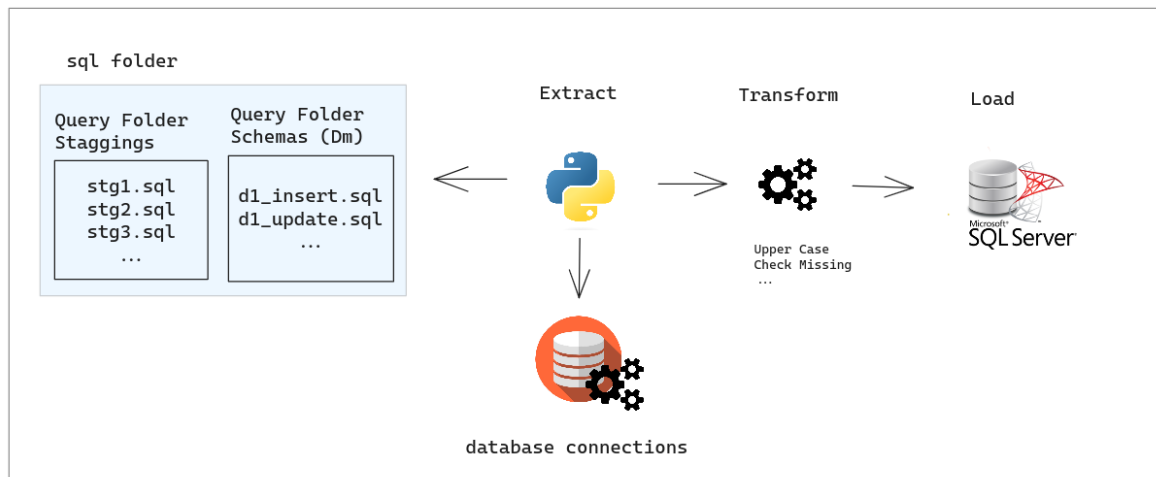 sql folder
Query Folder
Staggings
stg1.sql
stg2.sql
stg3.sql
...
Query Folder
Schemas (Dm)
d1_insert.sql
d1_update.sql
...
Extract
Transform
Load
Upper Case
Check Missing
...
Microsoft®
SQL Server®
database connections